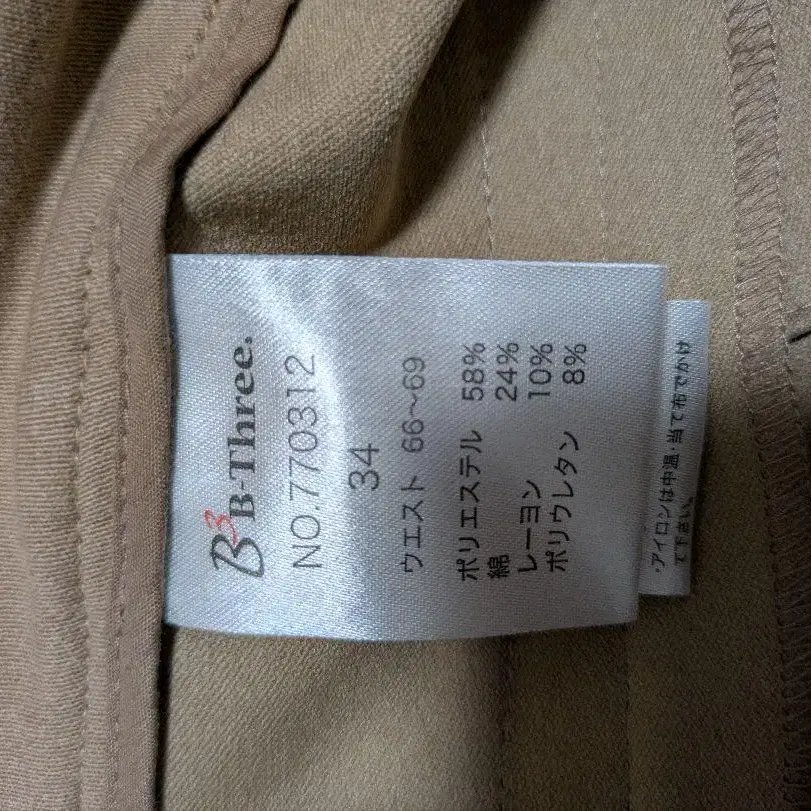 B3 B-Three.
NO.770312
34
ウエスト 66〜69
ポリエステル 58%
綿 24%
レーヨン 10%
ポリウレタン 8%
・アイロンは中温・当て布でかけ
て下さい。